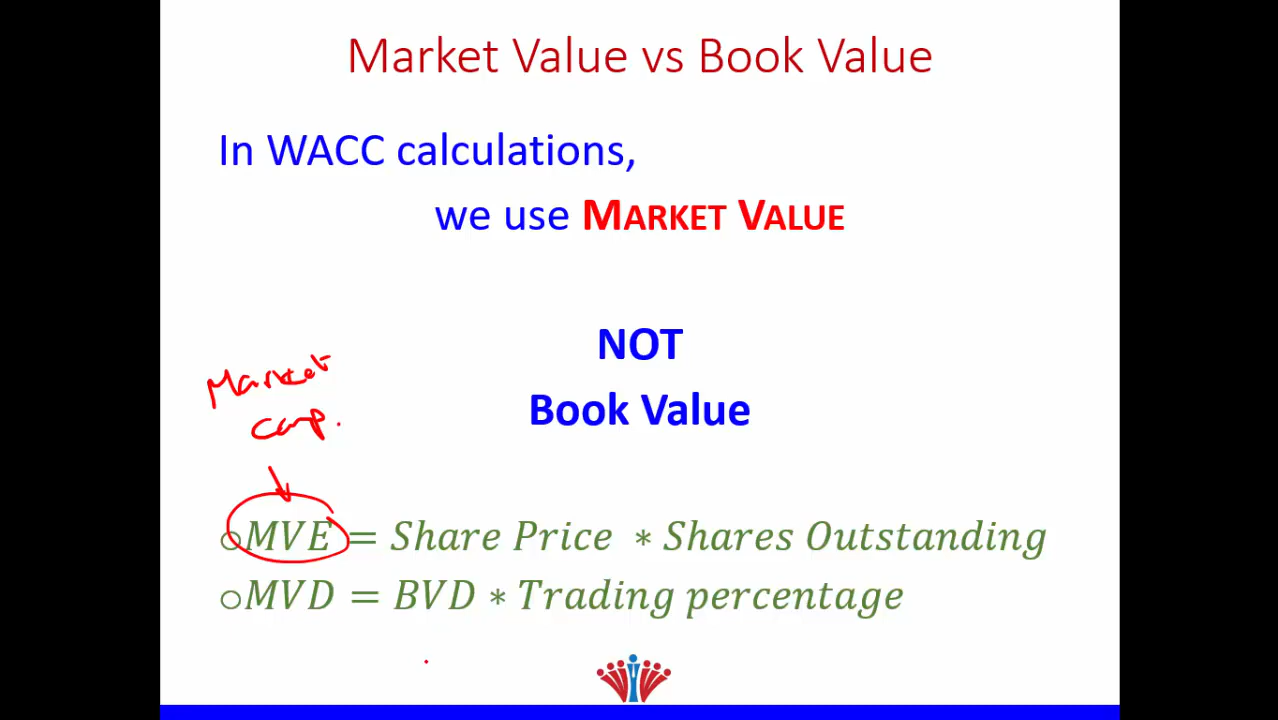 Market Value vs Book Value
In WACC calculations,
we use MARKET VALUE
NOT
Book Value
Market
cap.
○MVE = Share Price * Shares Outstanding
○MVD = BVD * Trading percentage